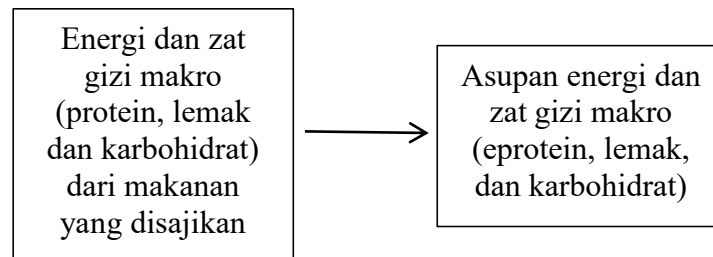 Energi dan zat
gizi makro
(protein, lemak
dan karbohidrat)
dari makanan
yang disajikan
Asupan energi dan
zat gizi makro
(eprotein, lemak,
dan karbohidrat)